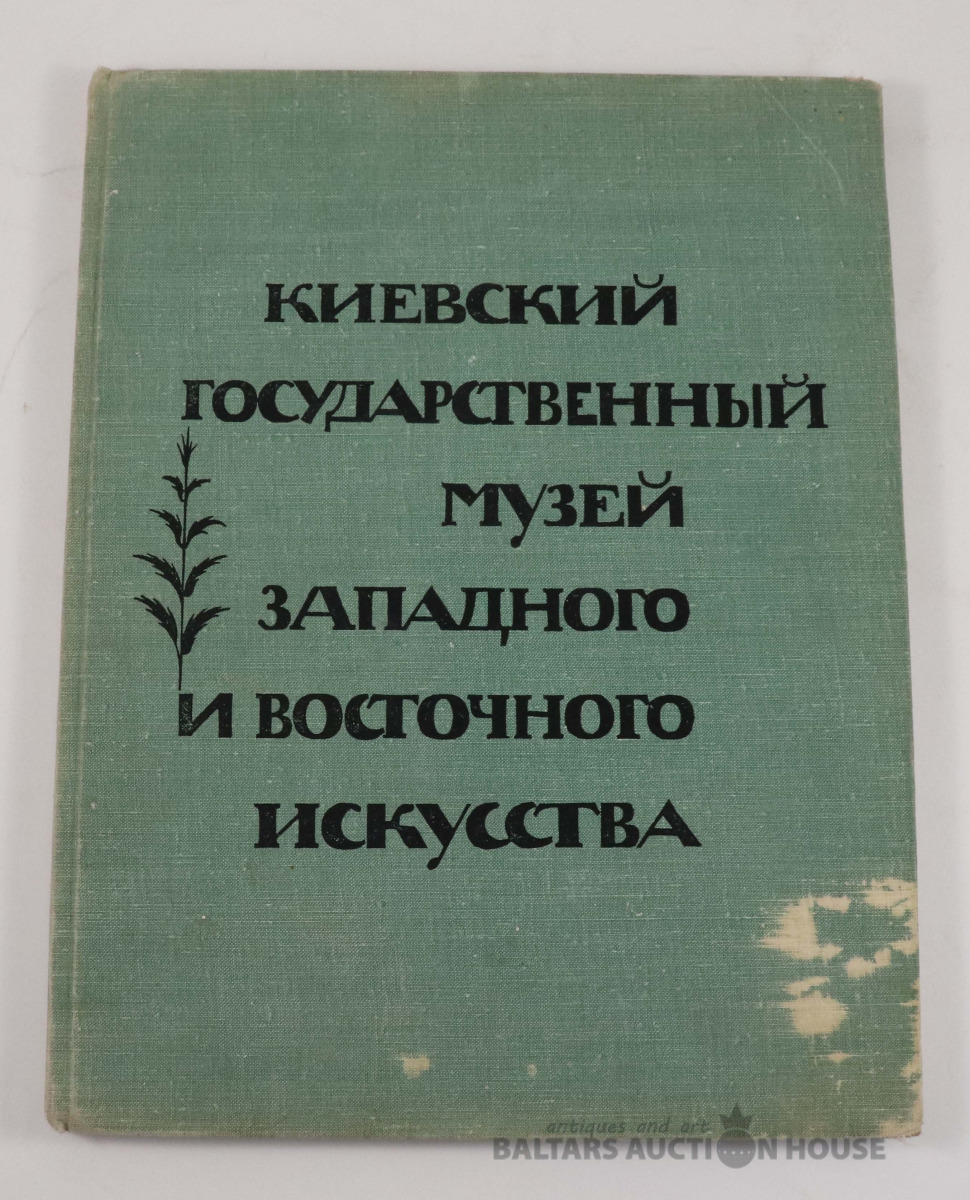 КИЕВСКИЙ
ГОСУДАРСТВЕННЫЙ
МУЗЕЙ
ЗАПАДНОГО
И ВОСТОЧНОГО
ИСКУССТВА
antiques and art
BALTARS AUCTION HOUSE